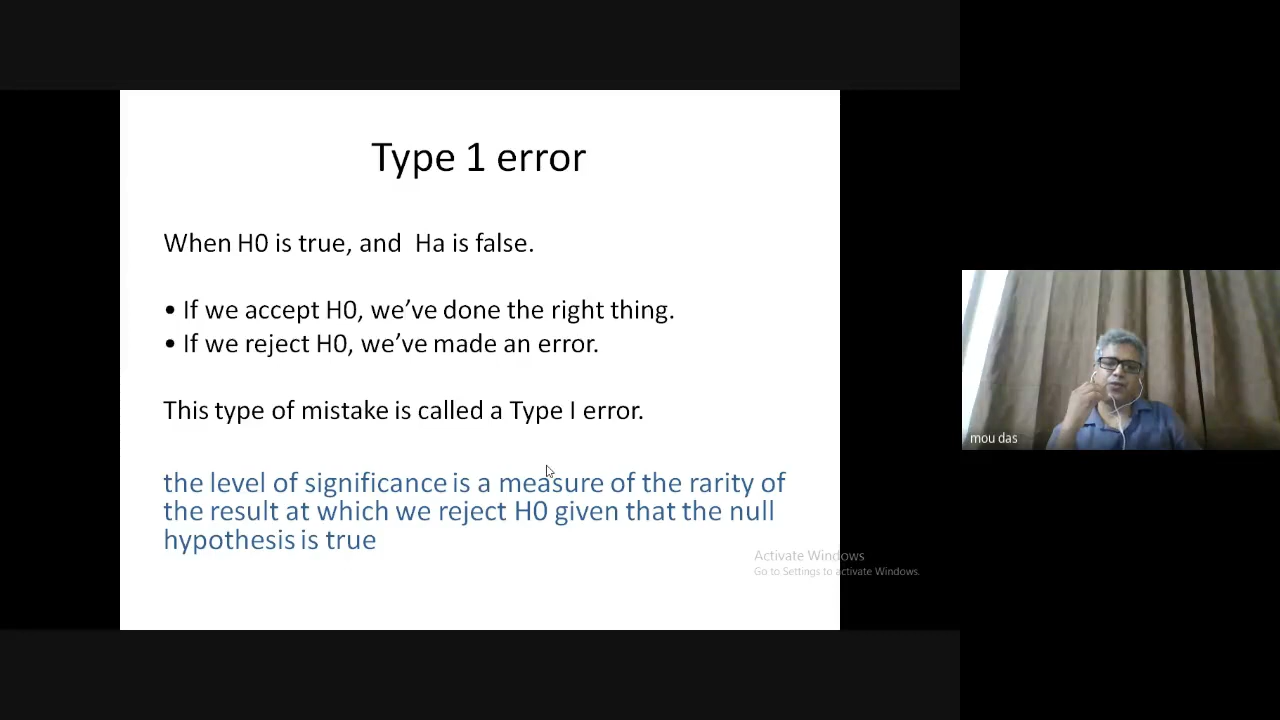 Type 1 error
When H0 is true, and Ha is false.
• If we accept H0, we've done the right thing.
• If we reject H0, we've made an error.
This type of mistake is called a Type I error.
the level of significance is a measure of the rarity of
the result at which we reject H0 given that the null
hypothesis is true
Activate Windows
Go to Settings to activate Windows.
mou das